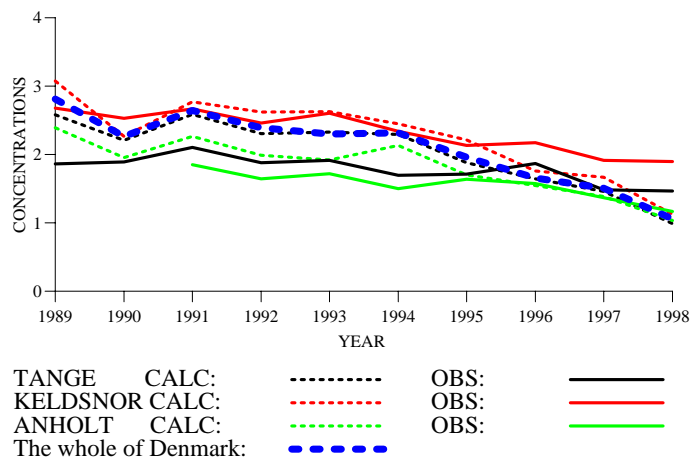 4
3
2
1
0
CONCENTRATIONS
1989 1990 1991 1992 1993 1994 1995 1996 1997 1998
YEAR
TANGE CALC: OBS:
KELDSNOR CALC: OBS:
ANHOLT CALC: OBS:
The whole of Denmark: